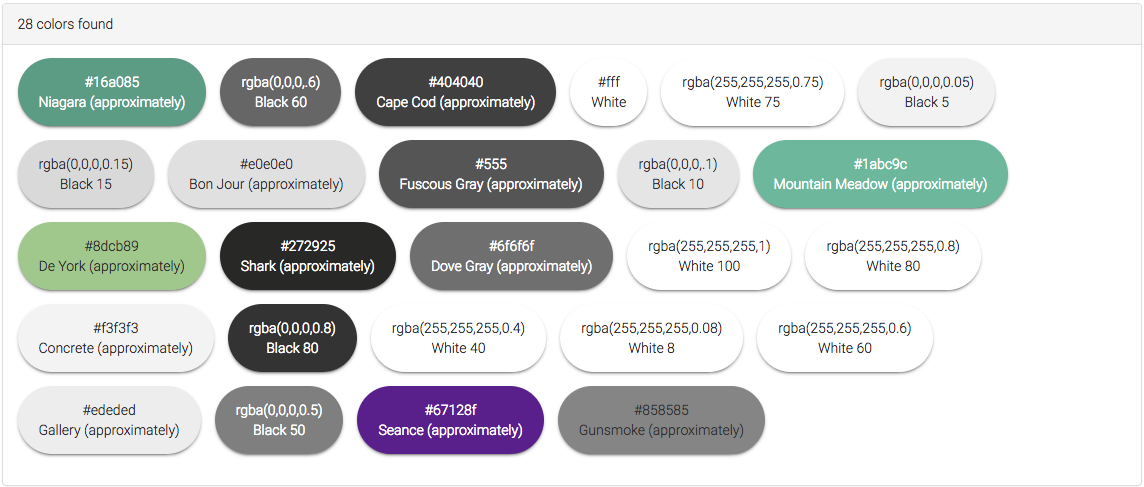 28 colors found
#16a085
Niagara (approximately)
rgba(0,0,0,.6)
Black 60
#404040
Cape Cod (approximately)
#fff
White
rgba(255,255,255,0.75)
White 75
rgba(0,0,0,0.05)
Black 5
rgba(0,0,0,0.15)
Black 15
#e0e0e0
Bon Jour (approximately)
#555
Fuscous Gray (approximately)
rgba(0,0,0,.1)
Black 10
#1abc9c
Mountain Meadow (approximately)
#8dcb89
De York (approximately)
#272925
Shark (approximately)
#6f6f6f
Dove Gray (approximately)
rgba(255,255,255,1)
White 100
rgba(255,255,255,0.8)
White 80
#f3f3f3
Concrete (approximately)
rgba(0,0,0,0.8)
Black 80
rgba(255,255,255,0.4)
White 40
rgba(255,255,255,0.08)
White 8
rgba(255,255,255,0.6)
White 60
#ededed
Gallery (approximately)
rgba(0,0,0,0.5)
Black 50
#67128f
Seance (approximately)
#858585
Gunsmoke (approximately)